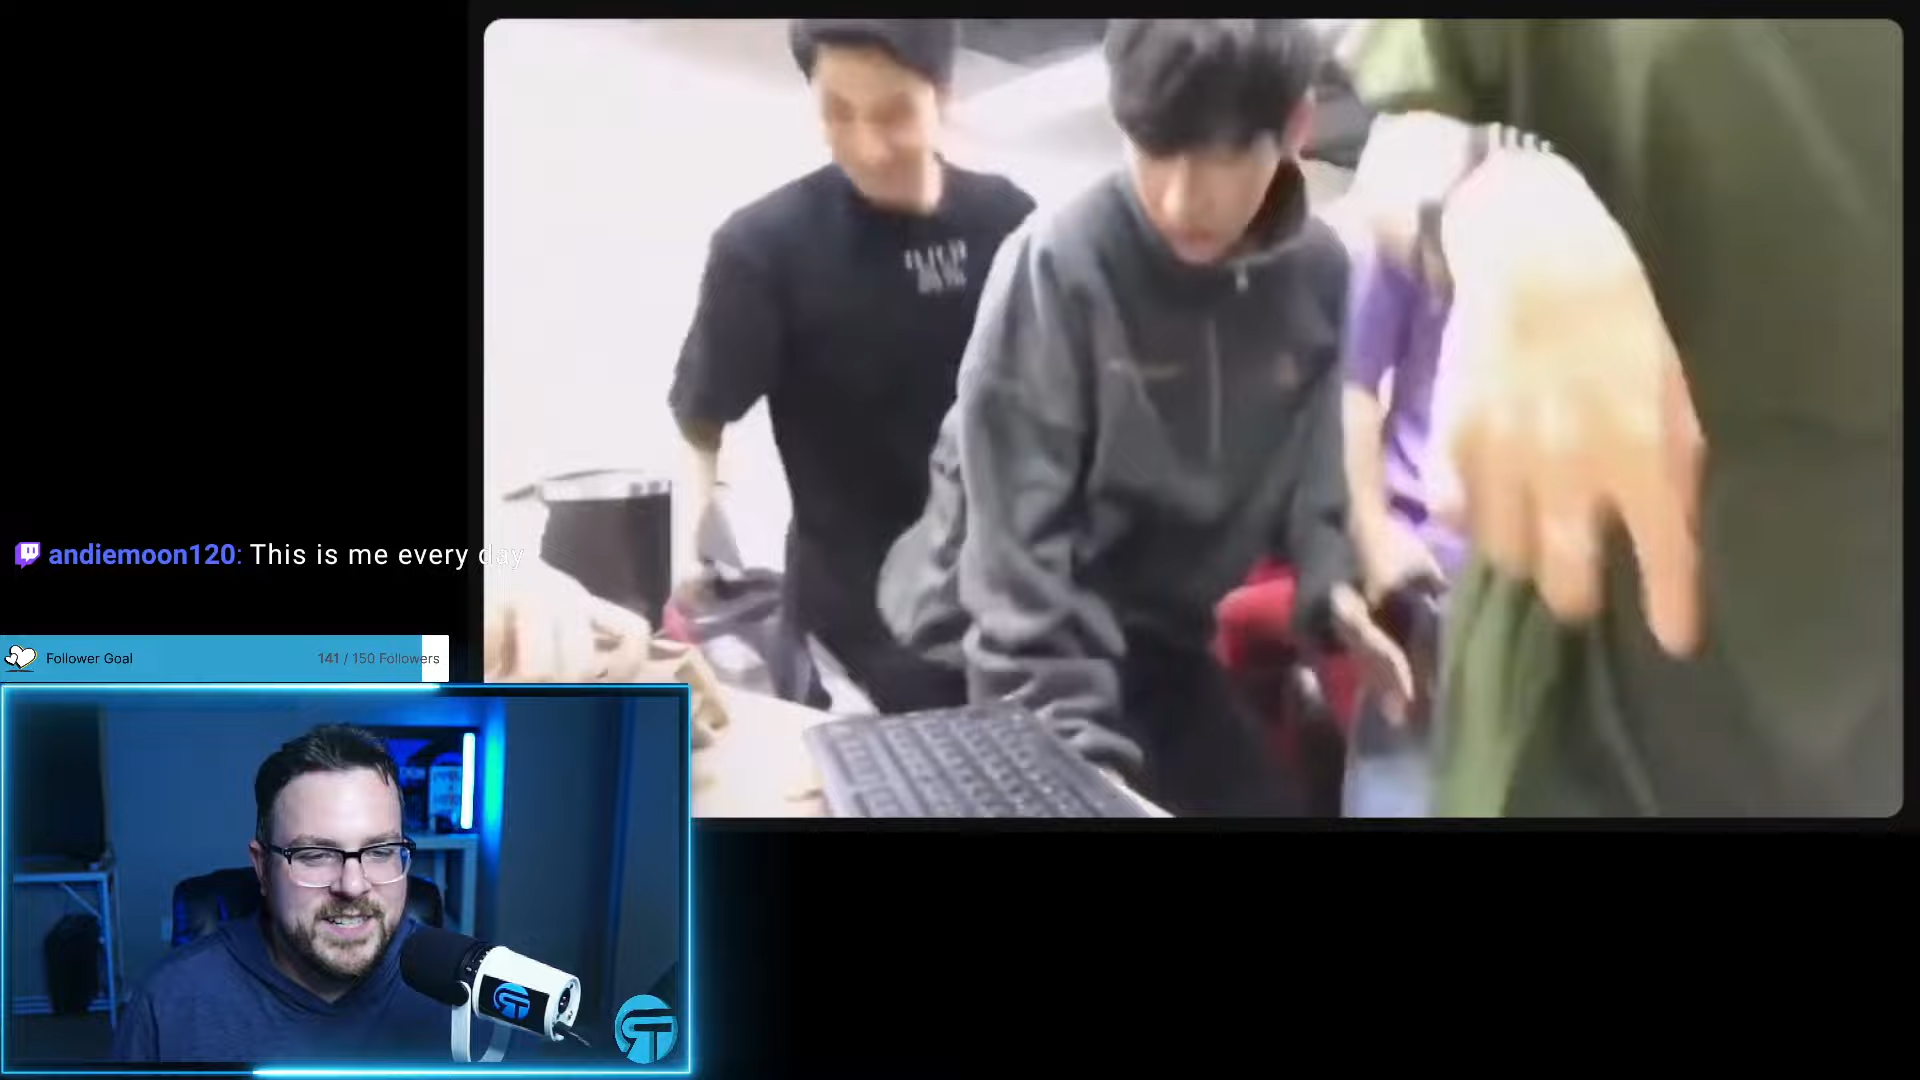 andiemoon120: This is me every day
Follower Goal
141 / 150 Followers